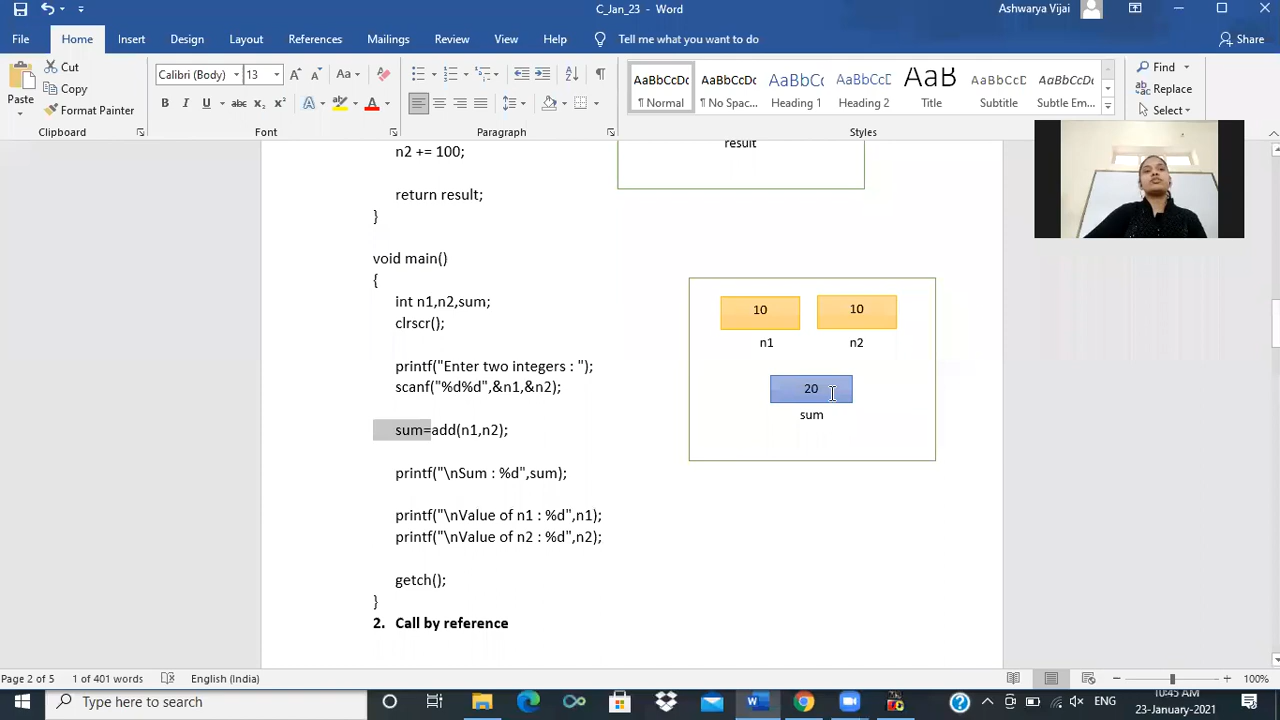 C_Jan_23 - Word
Ashwarya Vijai
File Home Insert Design Layout References Mailings Review View Help Tell me what you want to do Share
Paste
Cut
Copy
Format Painter
Calibri (Body) 13
Aa
B I U abc x₂ x² A ab A
AaBbCcDc AaBbCcDc AaBbCc AaBbCcD AaB AaBbCcD AaBbCcDc
¶ Normal ¶ No Spac... Heading 1 Heading 2 Title Subtitle Subtle Em...
Find
Replace
Select
Clipboard Font Paragraph Styles
n2 += 100;
return result;
}
void main()
{
int n1,n2,sum;
clrscr();
printf("Enter two integers : ");
scanf("%d%d",&n1,&n2);
sum=add(n1,n2);
printf("\nSum : %d",sum);
printf("\nValue of n1 : %d",n1);
printf("\nValue of n2 : %d",n2);
getch();
}
2. Call by reference
result
10 10
n1 n2
20
sum
Page 2 of 5 1 of 401 words English (India) 100%
Type here to search
ENG
10:45 AM
23-January-2021